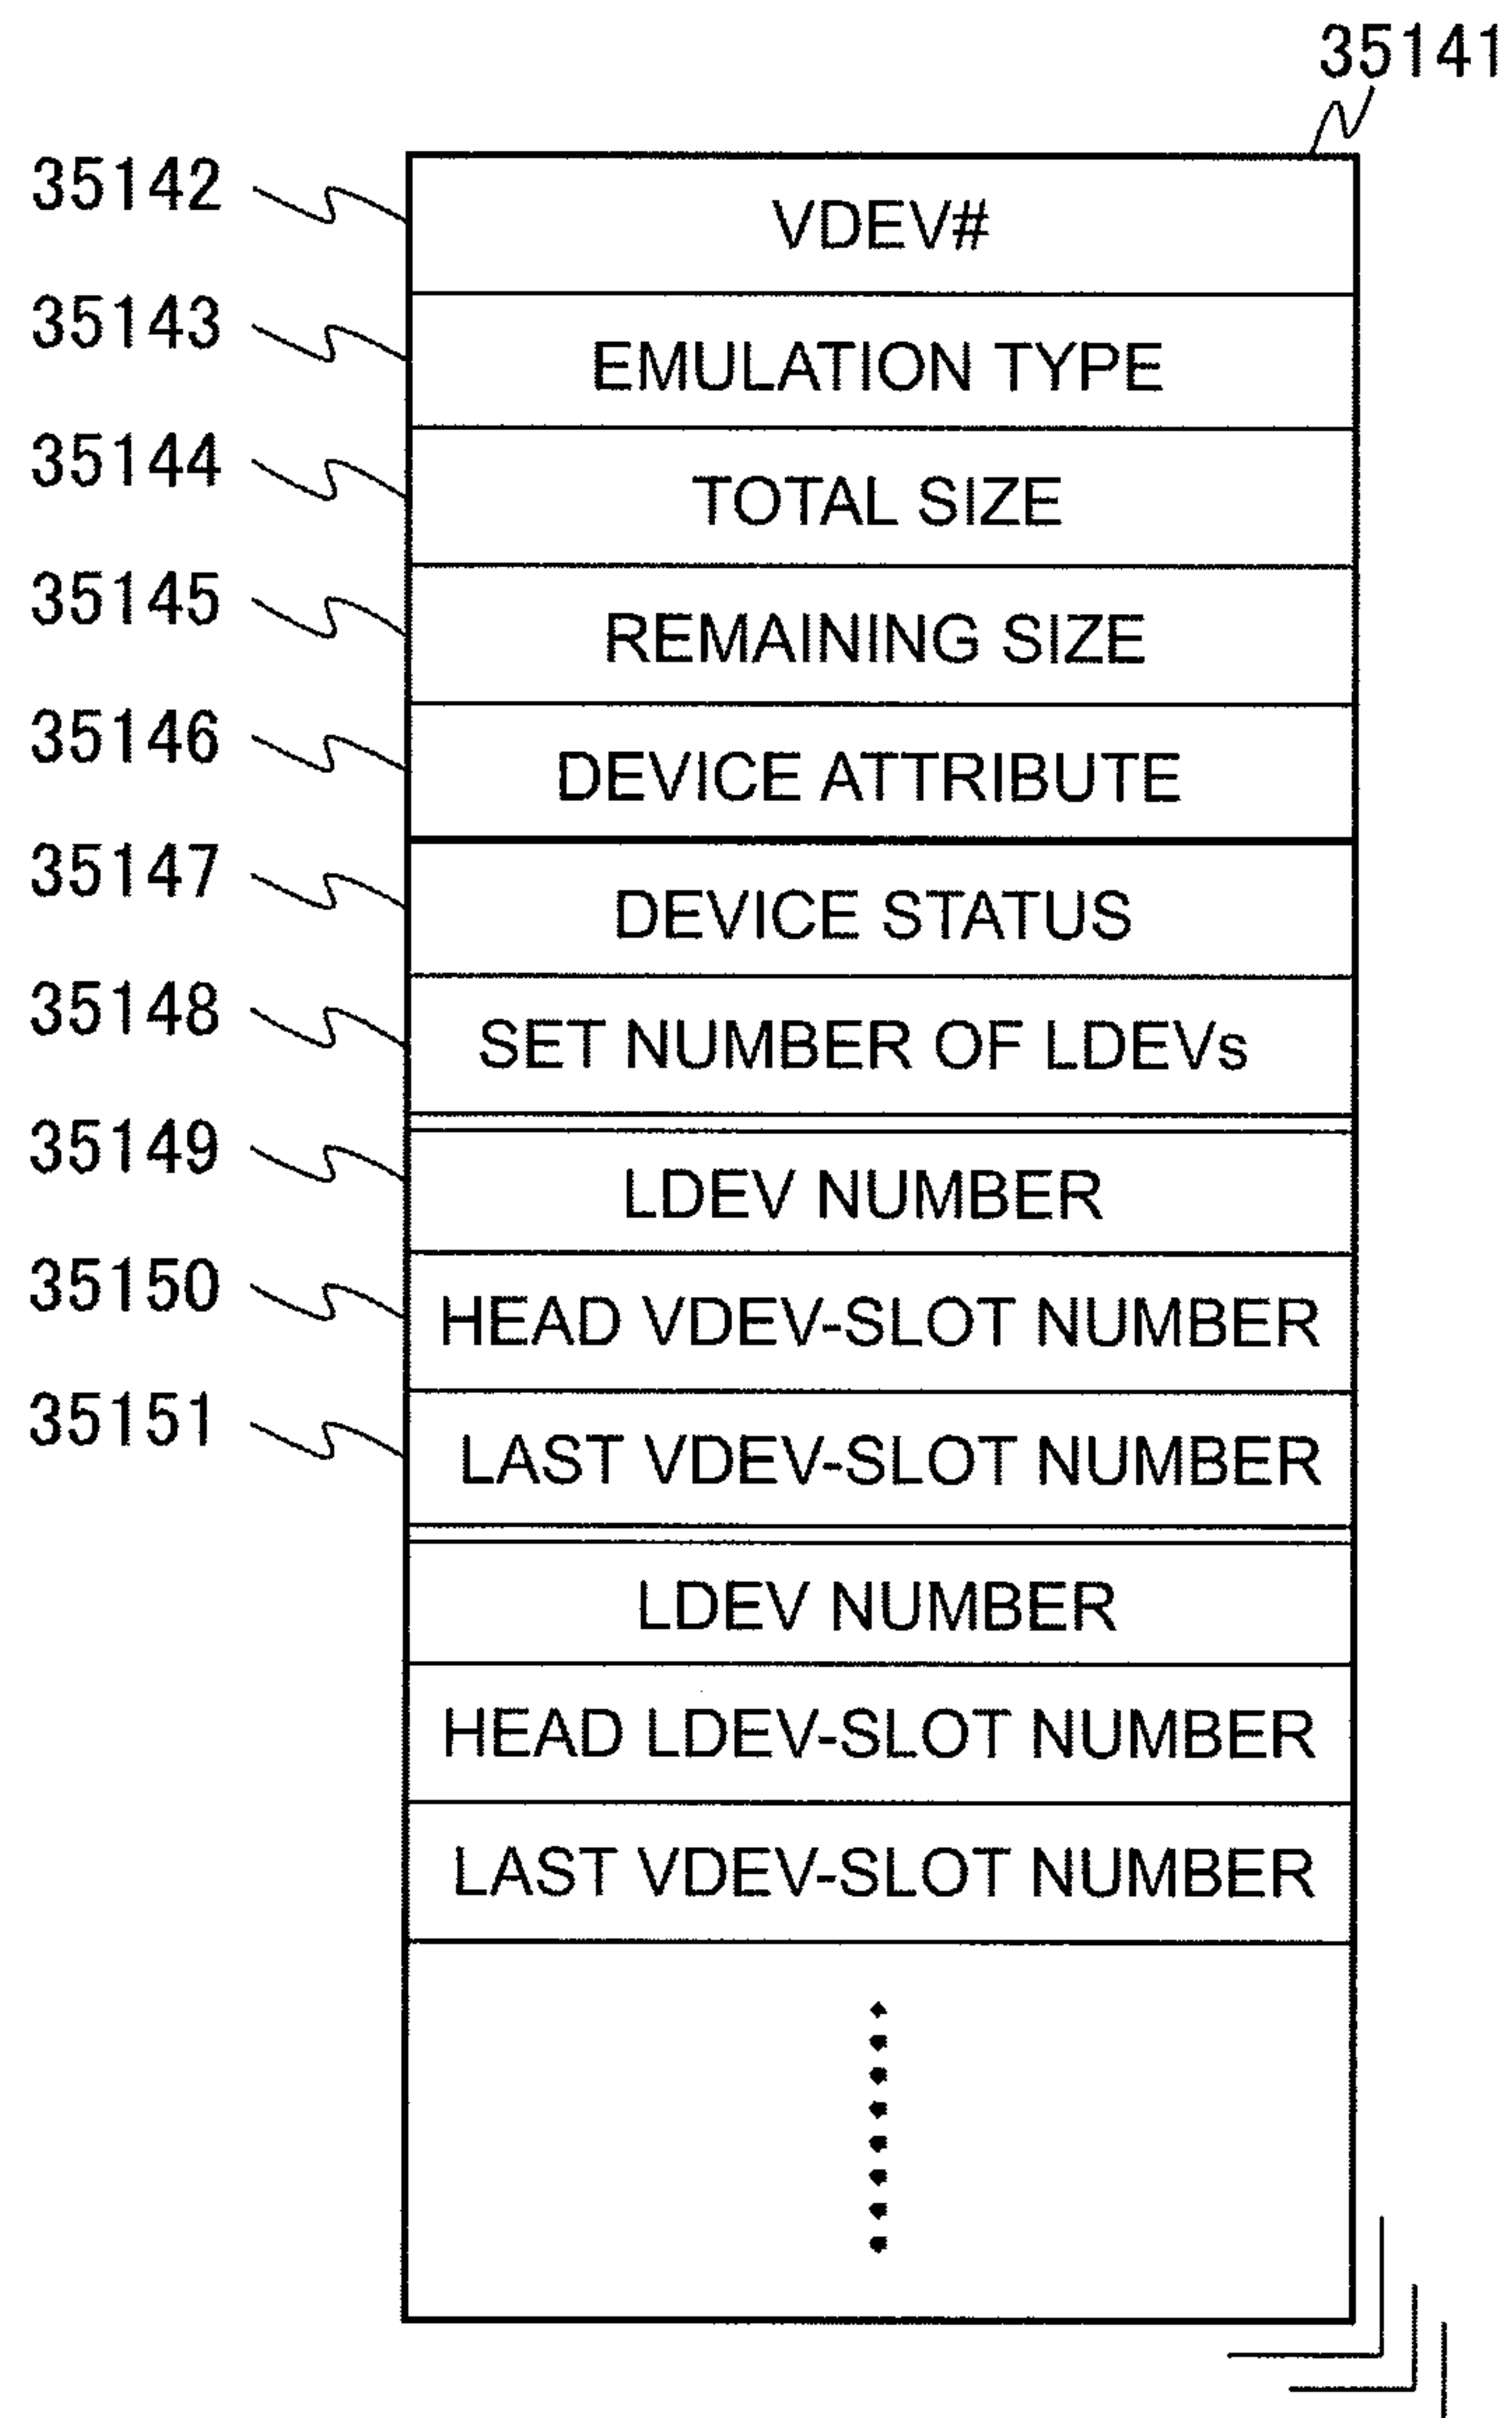 35141
35142 VDEV#
35143 EMULATION TYPE
35144 TOTAL SIZE
35145 REMAINING SIZE
35146 DEVICE ATTRIBUTE
35147 DEVICE STATUS
35148 SET NUMBER OF LDEVs
35149 LDEV NUMBER
35150 HEAD VDEV-SLOT NUMBER
35151 LAST VDEV-SLOT NUMBER
LDEV NUMBER
HEAD LDEV-SLOT NUMBER
LAST VDEV-SLOT NUMBER